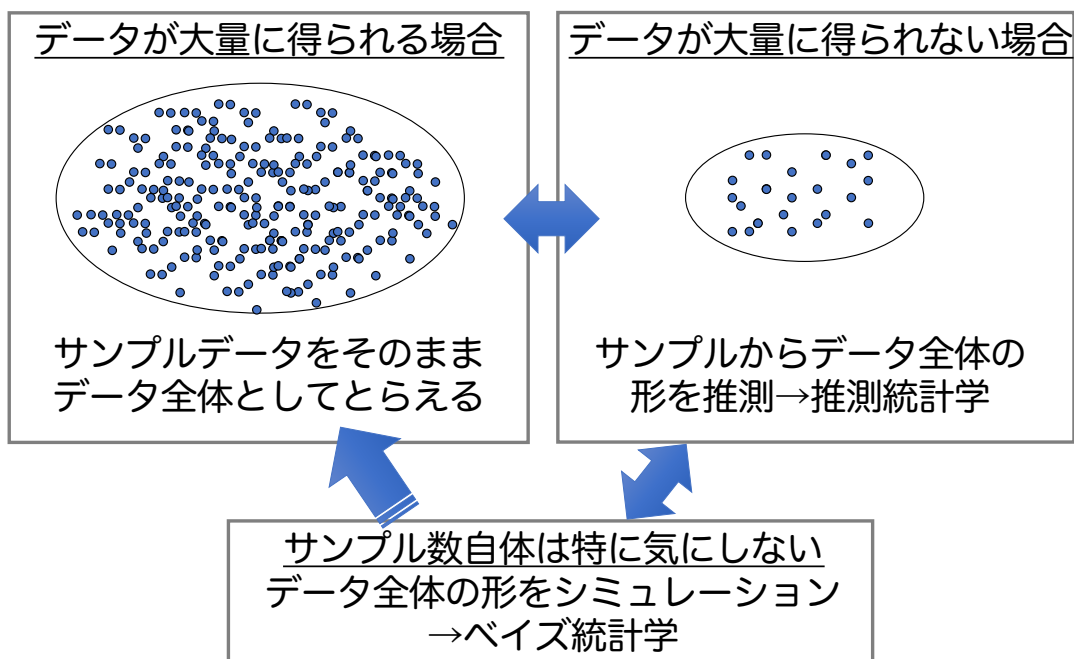 データが大量に得られる場合
サンプルデータをそのまま
データ全体としてとらえる
データが大量に得られない場合
サンプルからデータ全体の
形を推測→推測統計学
サンプル数自体は特に気にしない
データ全体の形をシミュレーション
→ベイズ統計学